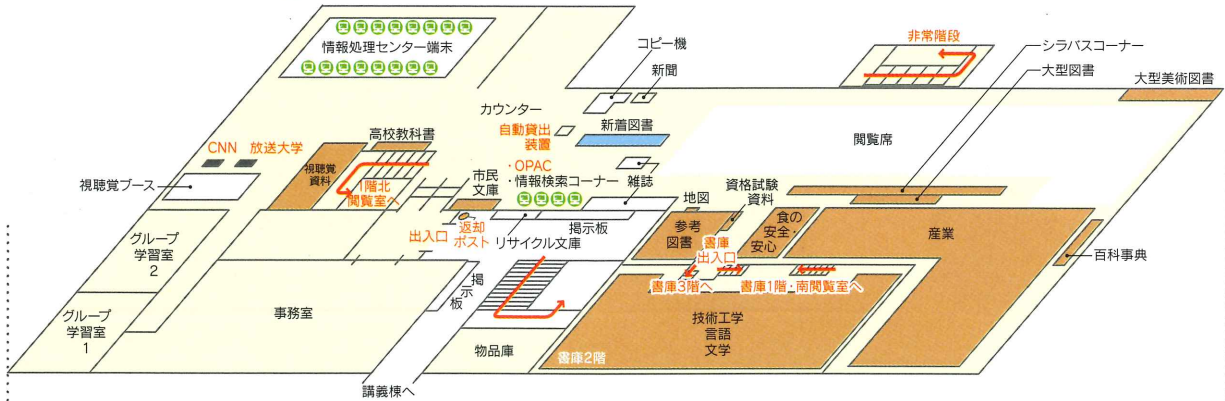 情報処理センター端末
コピー機
新聞
非常階段
シラバスコーナー
大型図書
大型美術図書
カウンター
自動貸出
装置
新着図書
閲覧席
CNN
放送大学
高校教科書
視聴覚
資料
1階北
閲覧室へ
視聴覚ブース
市民
文庫
・OPAC
・情報検索コーナー
雑誌
地図
資格試験
資料
出入口
返却
ポスト
リサイクル文庫
掲示板
参考
図書
書庫
出入口
食の
安全・
安心
産業
百科事典
グループ
学習室
2
グループ
学習室
1
事務室
掲示板
書庫3階へ
書庫1階・南閲覧室へ
技術工学
言語
文学
物品庫
書庫2階
講義棟へ